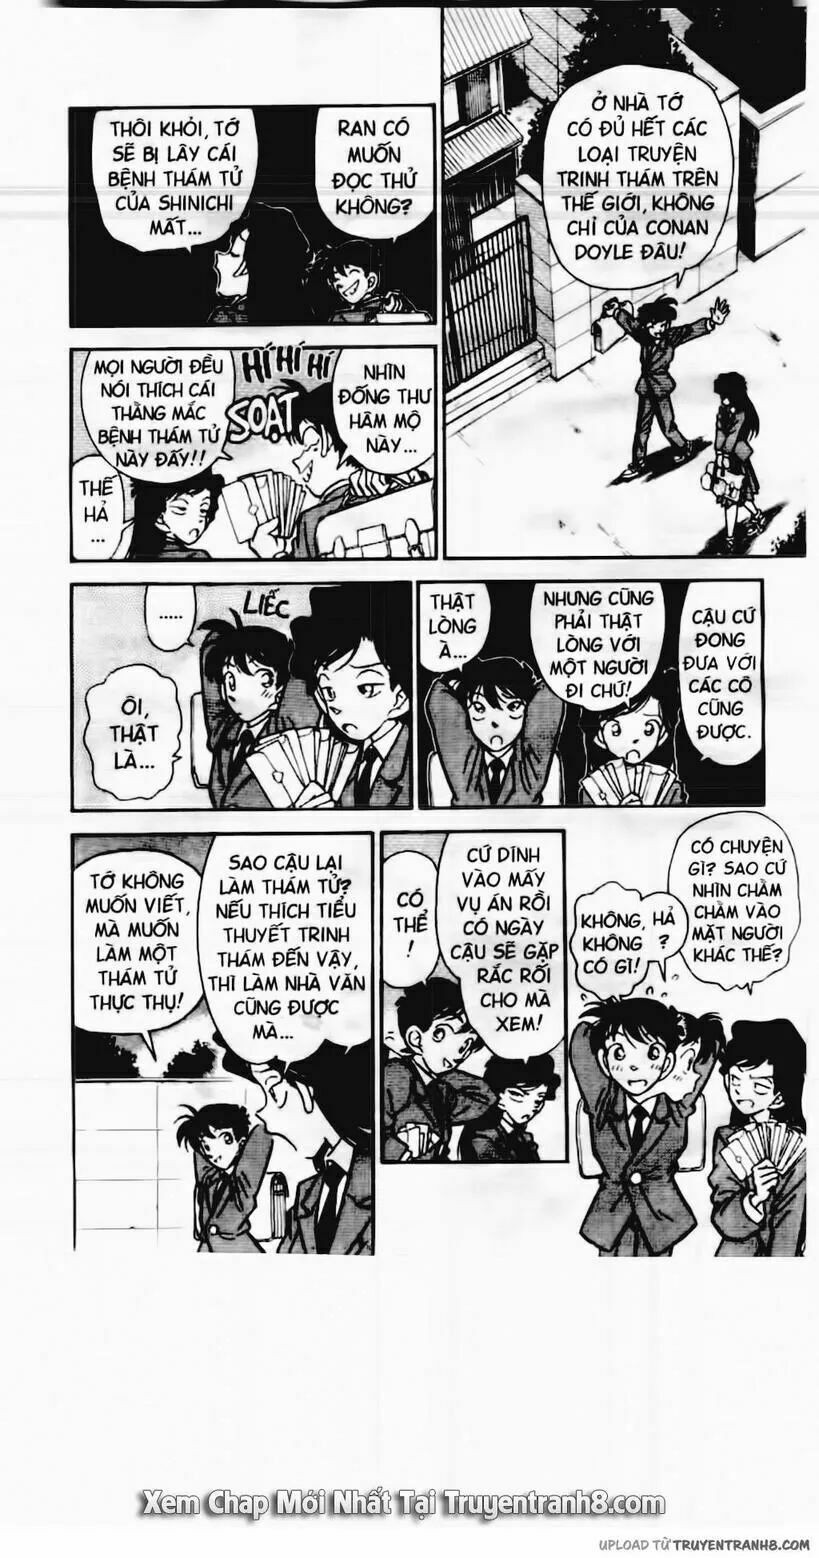 Ở NHÀ TỚ
CÓ ĐỦ HẾT CÁC
LOẠI TRUYỆN
TRINH THÁM TRÊN
THẾ GIỚI, KHÔNG
CHỈ CỦA CONAN
DOYLE ĐÂU!
RAN CÓ
MUỐN
ĐỌC THỬ
KHÔNG?
THÔI KHỎI, TỚ
SẼ BỊ LÂY CÁI
BỆNH THÁM TỬ
CỦA SHINICHI
MẤT...
NHÌN
ĐỐNG THƯ
HÂM MỘ
NÀY...
HÍ HÍ HÍ
SOẠT
MỌI NGƯỜI ĐỀU
NÓI THÍCH CÁI
THẰNG MẮC
BỆNH THÁM TỬ
NÀY ĐẤY!!
THẾ
HẢ
...
CẬU CỨ
ĐONG
ĐƯA VỚI
CÁC CÔ
CŨNG
ĐƯỢC.
NHƯNG CŨNG
PHẢI THẬT
LÒNG VỚI
MỘT NGƯỜI
ĐI CHỨ!
THẬT
LÒNG
À...
LIẾC
.....
ÔI,
THẬT
LÀ...
CÓ CHUYỆN
GÌ? SAO CỨ
NHÌN CHẰM
CHẰM VÀO
MẶT NGƯỜI
KHÁC THẾ?
HẢ
?
KHÔNG,
KHÔNG
CÓ GÌ!
CỨ DÍNH
VÀO MẤY
VỤ ÁN RỒI
CÓ NGÀY
CẬU SẼ GẶP
RẮC RỐI
CHO MÀ
XEM!
CÓ
THỂ
!
SAO CẬU LẠI
LÀM THÁM TỬ?
NẾU THÍCH TIỂU
THUYẾT TRINH
THÁM ĐẾN VẬY,
THÌ LÀM NHÀ VĂN
CŨNG ĐƯỢC
MÀ...
TỚ KHÔNG
MUỐN VIẾT,
MÀ MUỐN
LÀM MỘT
THÁM TỬ
THỰC THỤ!
Xem Chap Mới Nhất Tại Truyentranh8.com
UPLOAD TỪ TRUYENTRANH8.COM